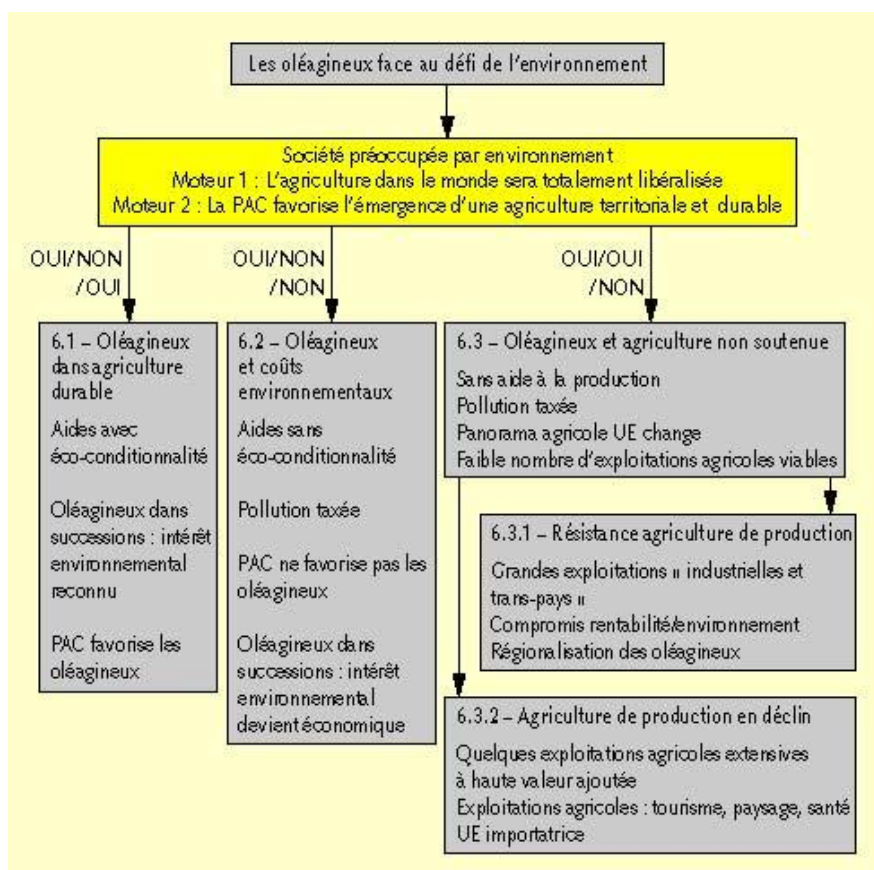 Les oléagineux face au défi de l'environnement
Société préoccupée par environnement
Moteur 1 : L'agriculture dans le monde sera totalement libéralisée
Moteur 2 : La PAC favorise l'émergence d'une agriculture territoriale et durable
OUI/NON
/OUI
OUI/NON
/NON
OUI/OUI
/NON
6.1 – Oléagineux
dans agriculture
durable
Aides avec
éco-conditionnalité
Oléagineux dans
successions : intérêt
environnemental
reconnu
PAC favorise les
oléagineux
6.2 – Oléagineux
et coûts
environnementaux
Aides sans
éco-conditionnalité
Pollution taxée
PAC ne favorise pas les
oléagineux
Oléagineux dans
successions : intérêt
environnemental
devient économique
6.3 – Oléagineux et agriculture non soutenue
Sans aide à la production
Pollution taxée
Panorama agricole UE change
Faible nombre d'exploitations agricoles viables
6.3.1 – Résistance agriculture de production
Grandes exploitations « industrielles et
trans-pays »
Compromis rentabilité/environnement
Régionalisation des oléagineux
6.3.2 – Agriculture de production en déclin
Quelques exploitations agricoles extensives
à haute valeur ajoutée
Exploitations agricoles : tourisme, paysage, santé
UE importatrice